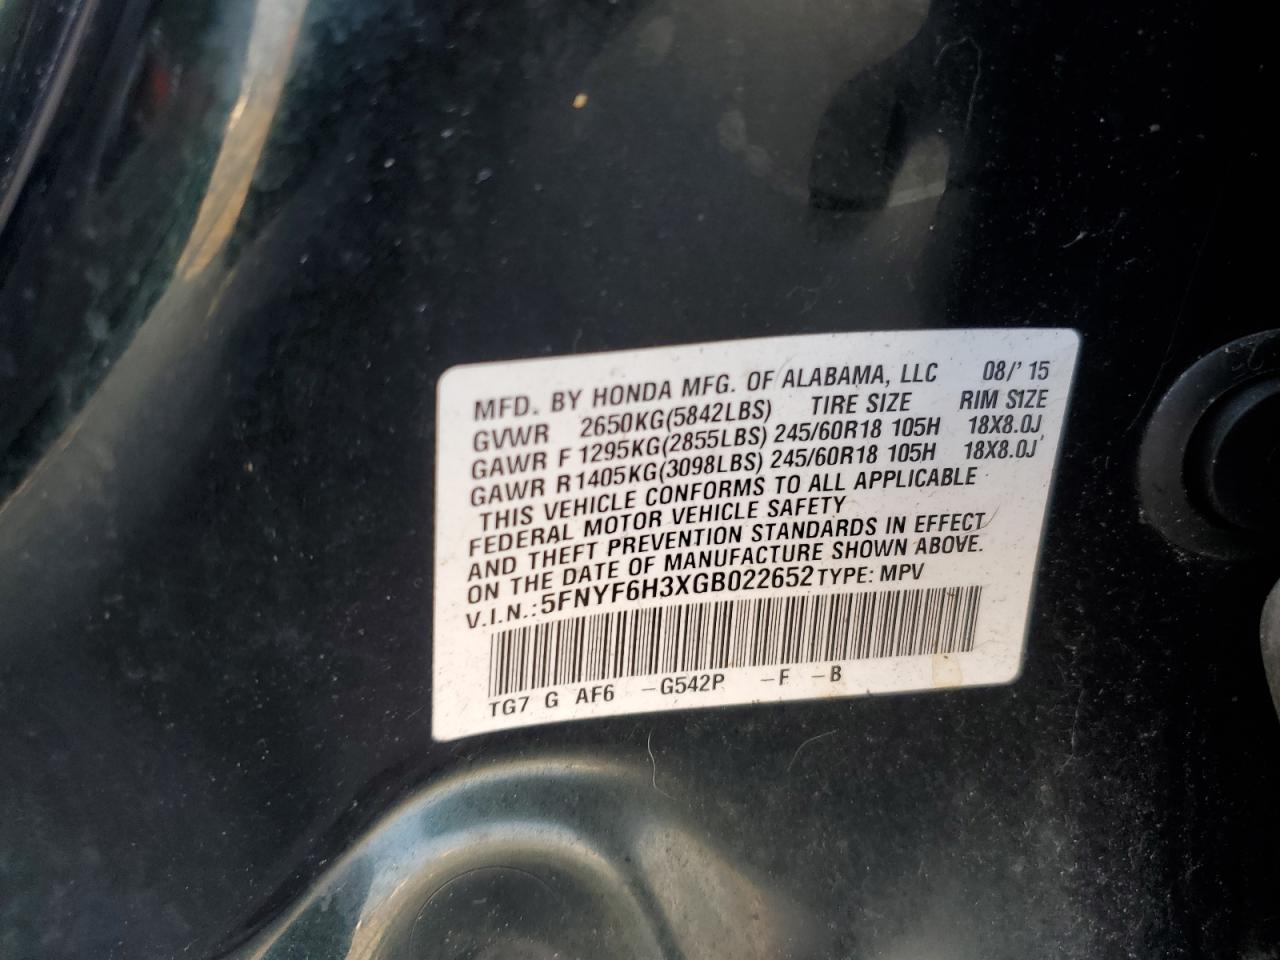 MFD. BY HONDA MFG. OF ALABAMA, LLC 08/'15
GVWR 2650KG(5842LBS) TIRE SIZE RIM SIZE
GAWR F 1295KG(2855LBS) 245/60R18 105H 18X8.0J
GAWR R 1405KG(3098LBS) 245/60R18 105H 18X8.0J
THIS VEHICLE CONFORMS TO ALL APPLICABLE
FEDERAL MOTOR VEHICLE SAFETY
AND THEFT PREVENTION STANDARDS IN EFFECT
ON THE DATE OF MANUFACTURE SHOWN ABOVE.
V.I.N.: 5FNYF6H3XGB022652 TYPE: MPV
TG7 G AF6 -G542P -F -B